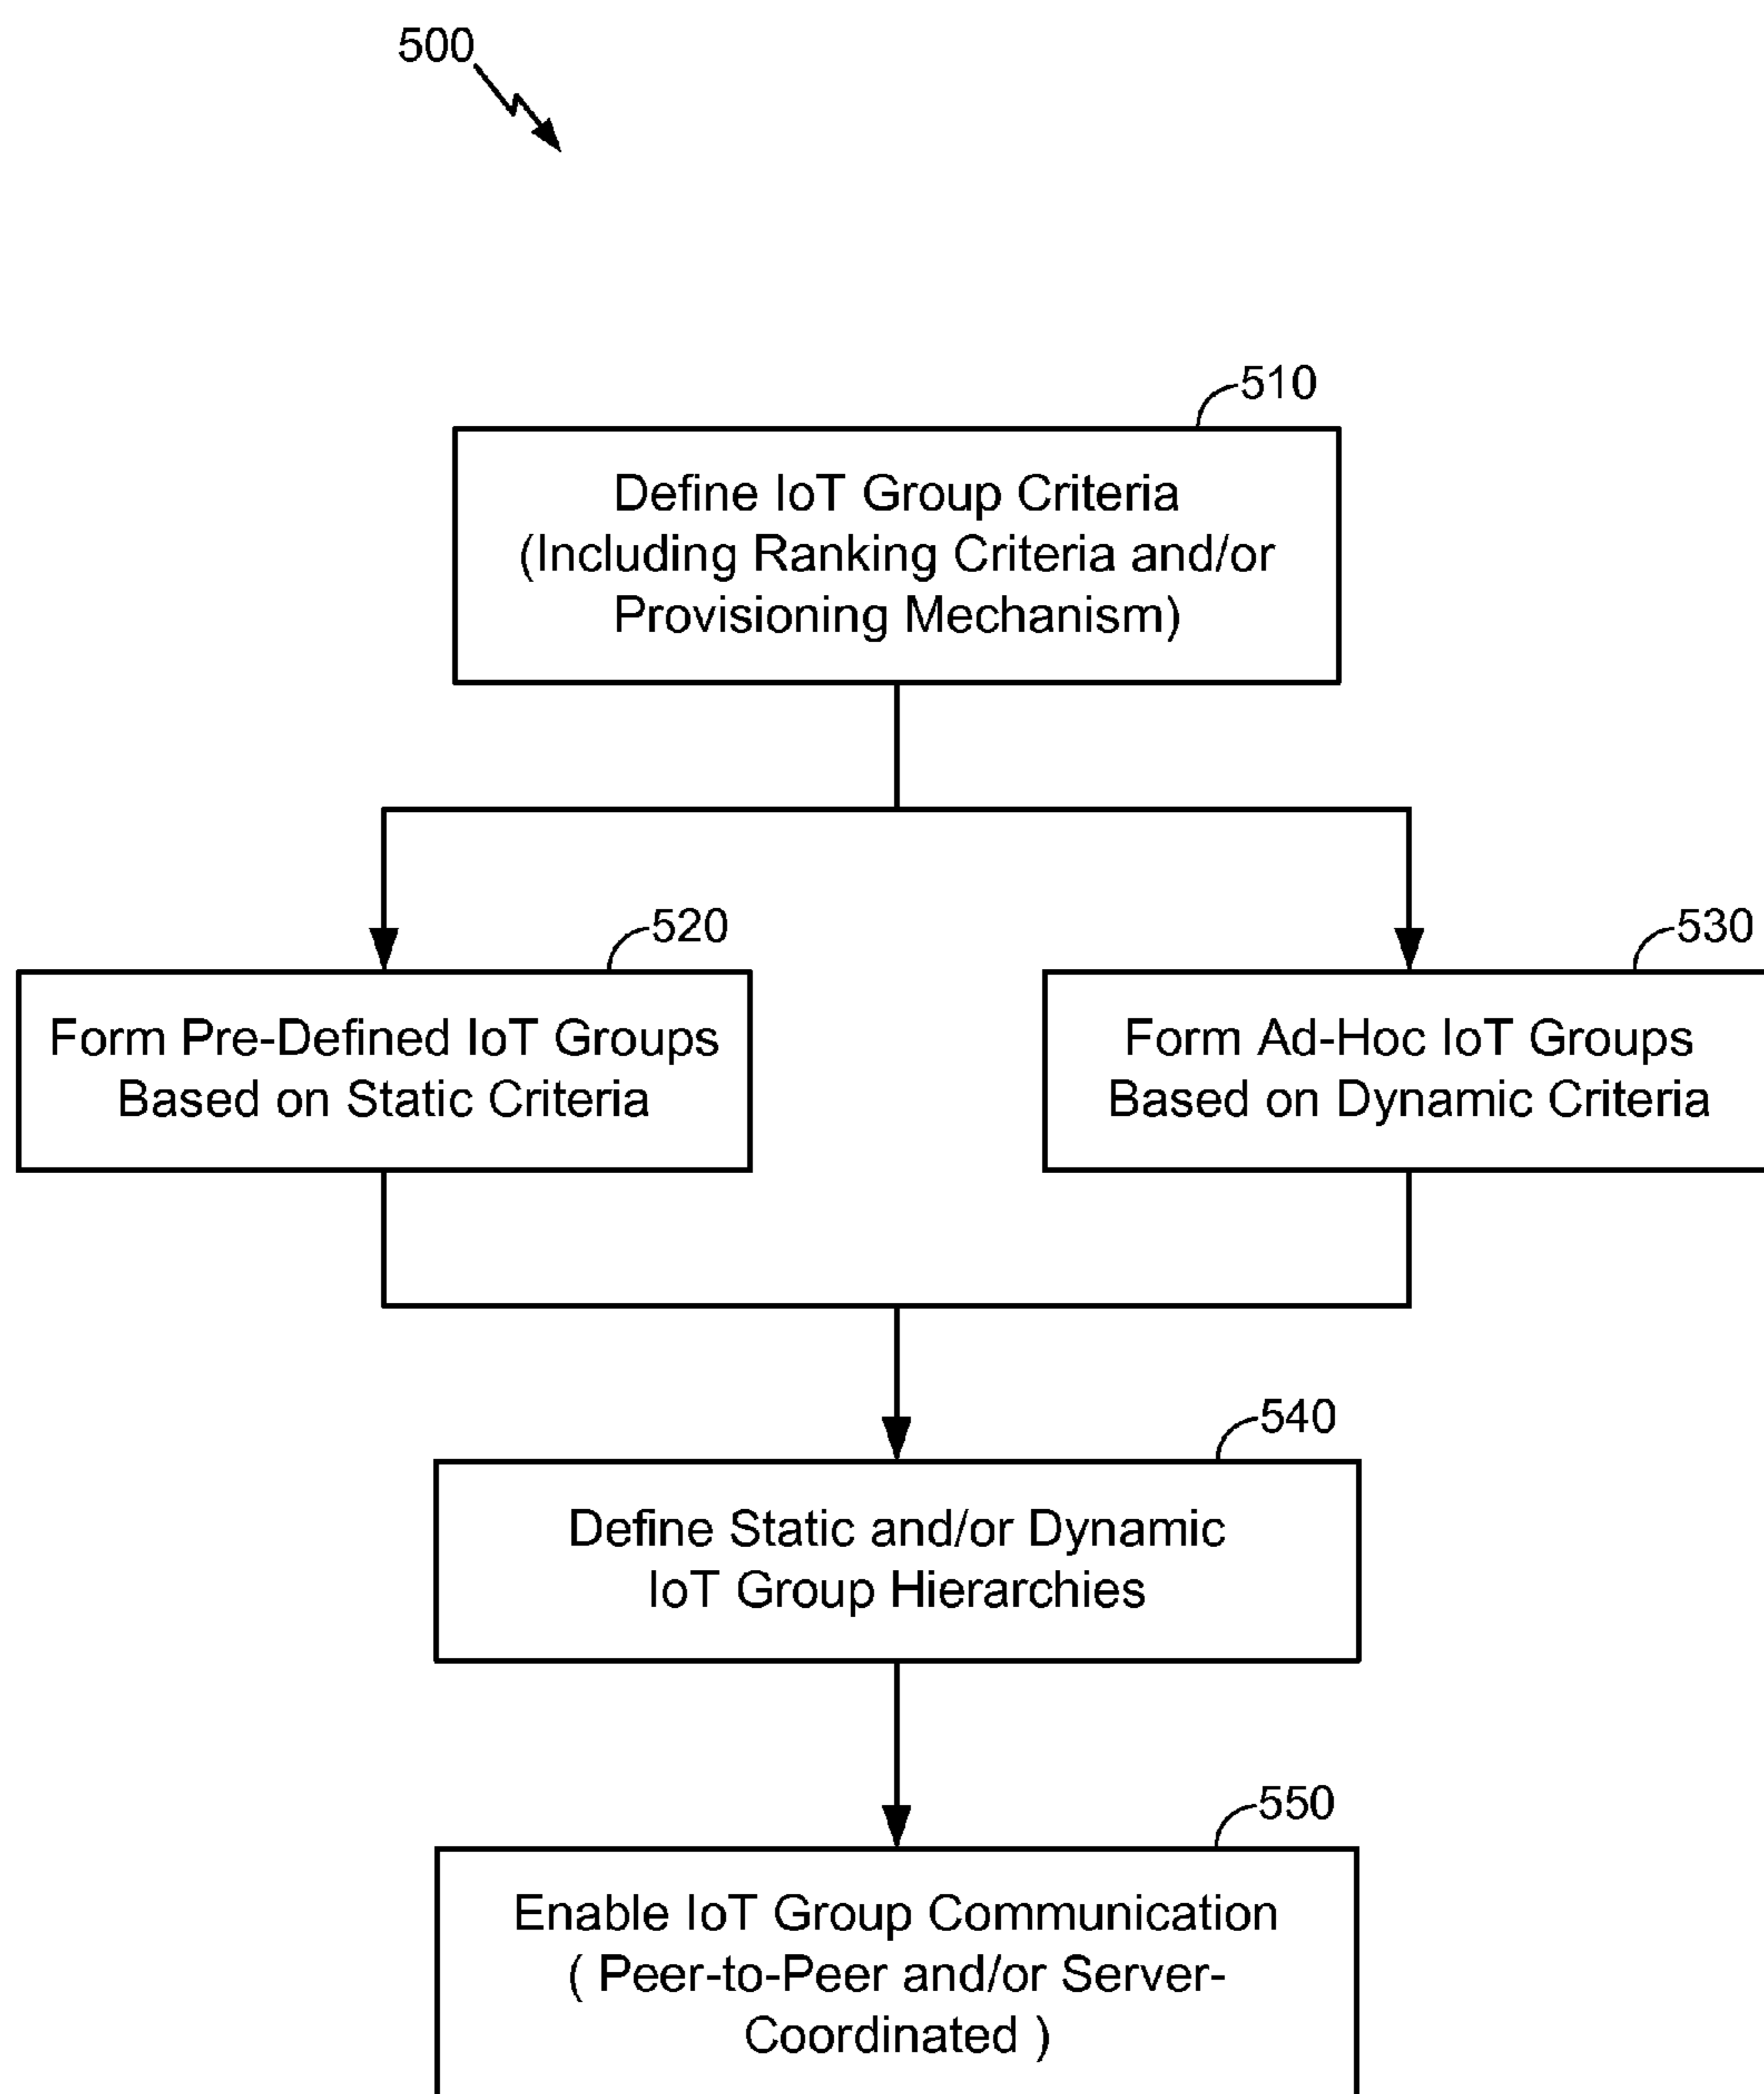 500
510
Define IoT Group Criteria
(Including Ranking Criteria and/or
Provisioning Mechanism)
520
Form Pre-Defined IoT Groups
Based on Static Criteria
530
Form Ad-Hoc IoT Groups
Based on Dynamic Criteria
540
Define Static and/or Dynamic
IoT Group Hierarchies
550
Enable IoT Group Communication
( Peer-to-Peer and/or Server-
Coordinated )